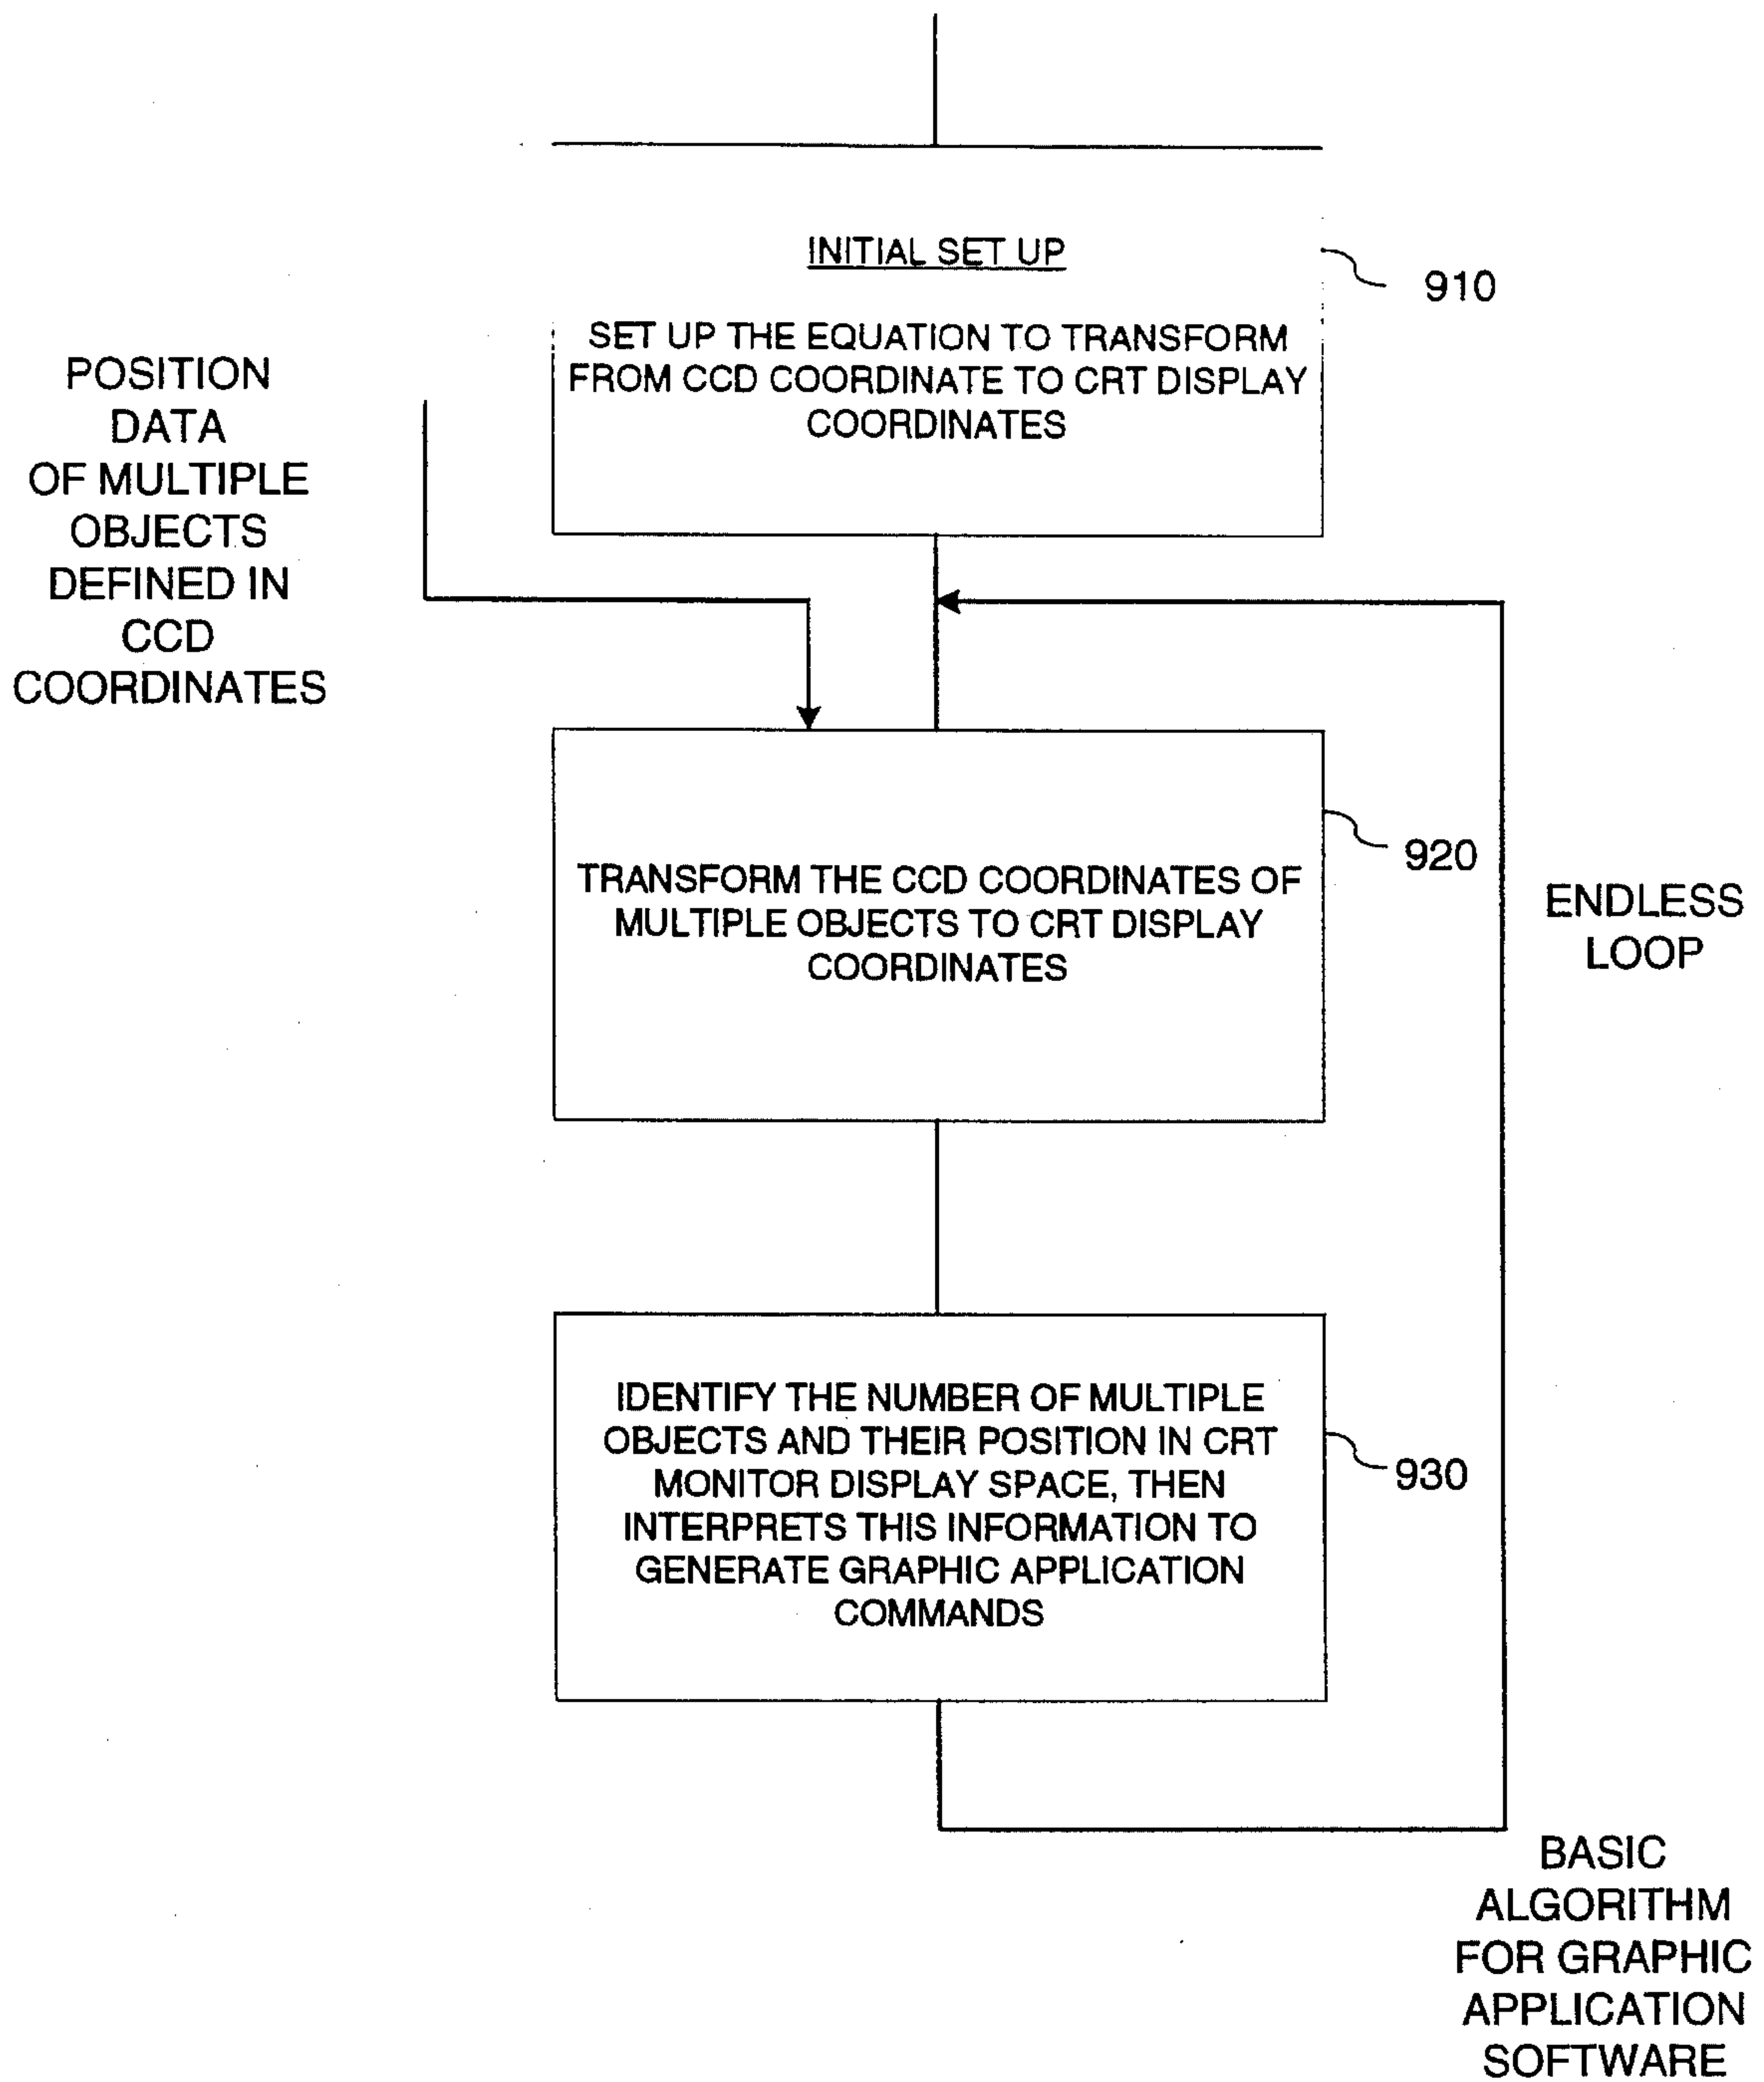 INITIAL SET UP
910
SET UP THE EQUATION TO TRANSFORM
FROM CCD COORDINATE TO CRT DISPLAY
COORDINATES
POSITION
DATA
OF MULTIPLE
OBJECTS
DEFINED IN
CCD
COORDINATES
920
TRANSFORM THE CCD COORDINATES OF
MULTIPLE OBJECTS TO CRT DISPLAY
COORDINATES
ENDLESS
LOOP
IDENTIFY THE NUMBER OF MULTIPLE
OBJECTS AND THEIR POSITION IN CRT
MONITOR DISPLAY SPACE, THEN
INTERPRETS THIS INFORMATION TO
GENERATE GRAPHIC APPLICATION
COMMANDS
930
BASIC
ALGORITHM
FOR GRAPHIC
APPLICATION
SOFTWARE